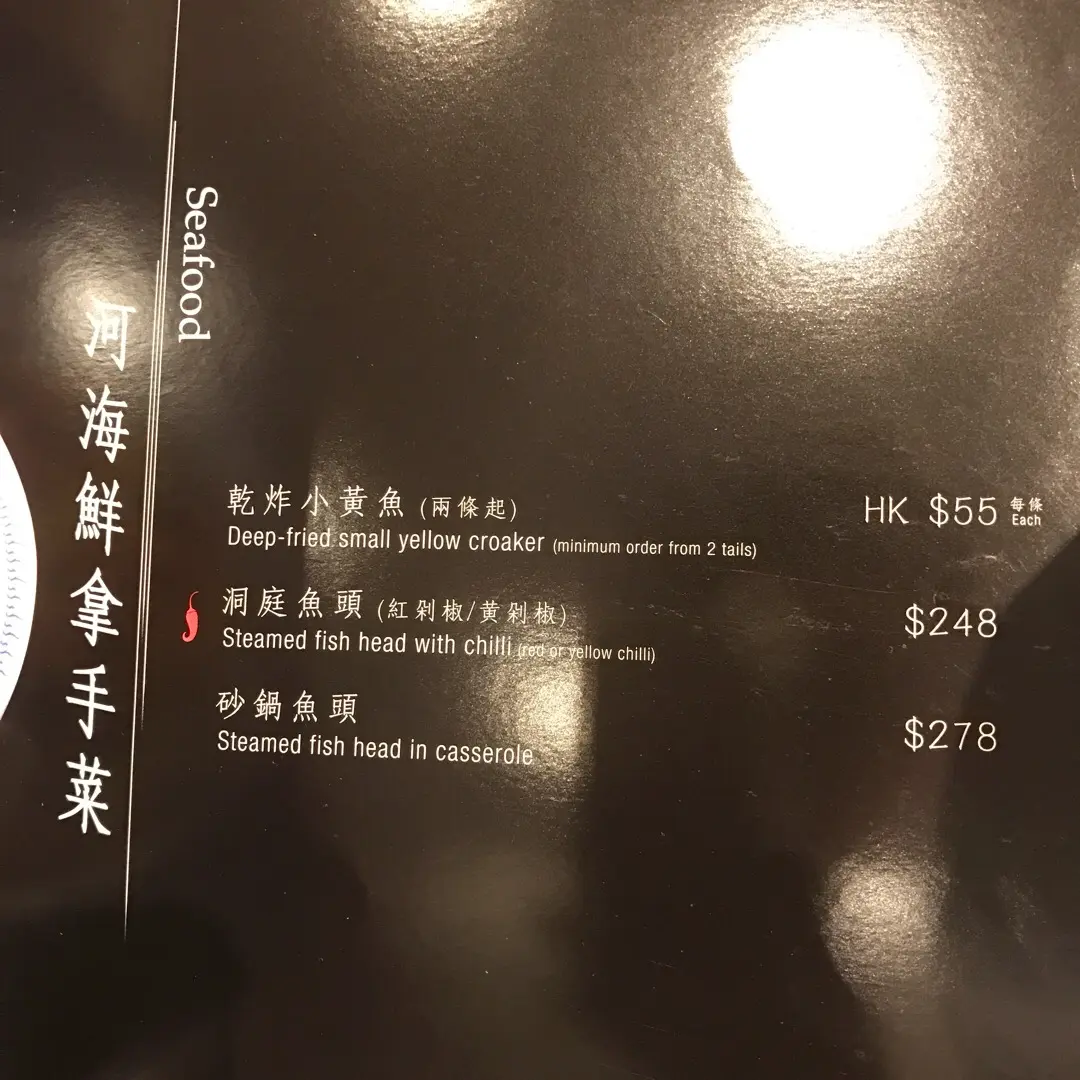 Seafood
河海鮮拿手菜
乾炸小黃魚 (兩條起)
HK $55 每條
Each
Deep-fried small yellow croaker (minimum order from 2 tails)
洞庭魚頭 (紅剁椒/黃剁椒)
$248
Steamed fish head with chilli (red or yellow chilli)
砂鍋魚頭
$278
Steamed fish head in casserole